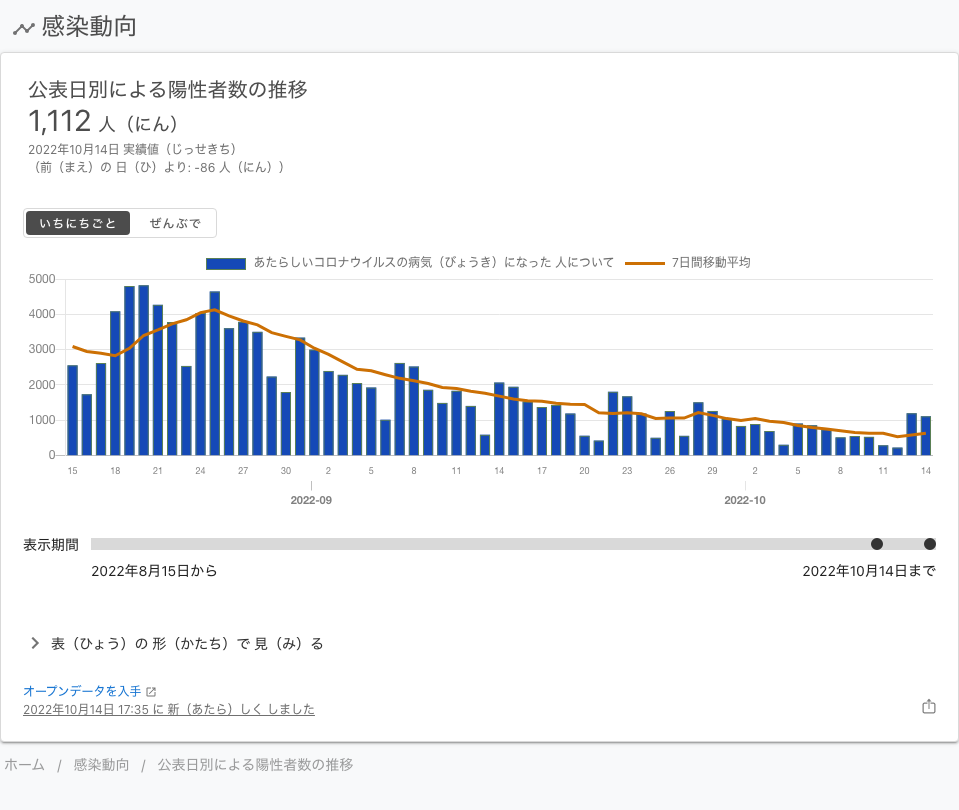 感染動向
公表日別による陽性者数の推移
1,112 人（にん）
2022年10月14日 実績値（じっせきち）
（前（まえ）の 日（ひ）より: -86 人（にん））
いちにちごと ぜんぶで
あたらしいコロナウイルスの病気（びょうき）になった 人について 7日間移動平均
5000
4000
3000
2000
1000
0
15 18 21 24 27 30 2 5 8 11 14 17 20 23 26 29 2 5 8 11 14
2022-09 2022-10
表示期間
2022年8月15日から 2022年10月14日まで
表（ひょう）の 形（かたち）で 見（み）る
オープンデータを入手
2022年10月14日 17:35 に 新（あたら）しく しました
ホーム / 感染動向 / 公表日別による陽性者数の推移